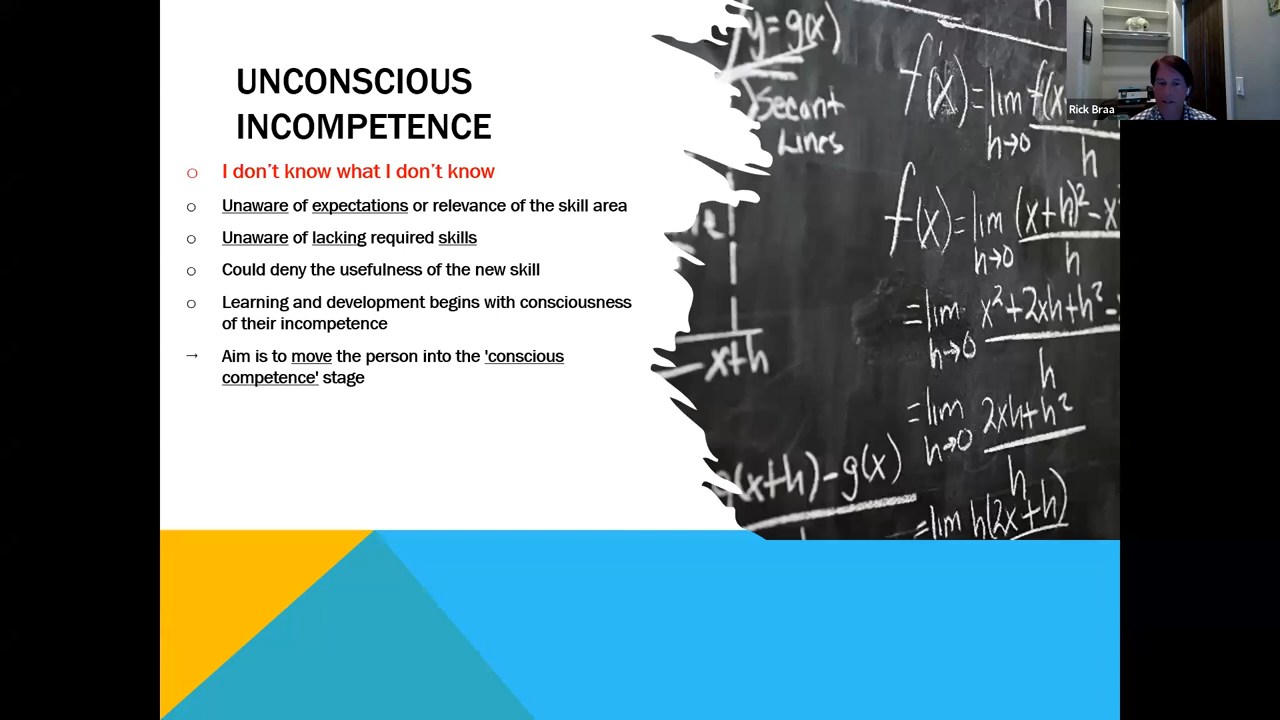 UNCONSCIOUS
INCOMPETENCE
I don't know what I don't know
Unaware of expectations or relevance of the skill area
Unaware of lacking required skills
Could deny the usefulness of the new skill
Learning and development begins with consciousness
of their incompetence
→ Aim is to move the person into the 'conscious
competence' stage
y=g(x)
Secant
Lines
x+h
g(x+h)-g(x)
f'(x)=lim f(x
h→0 h
f'(x)=lim (x+h)²-x
h→0 h
=lim x²+2xh+h²-
h→0 h
=lim 2xh+h²
h→0 h
=lim h(2x+h)
Rick Braa